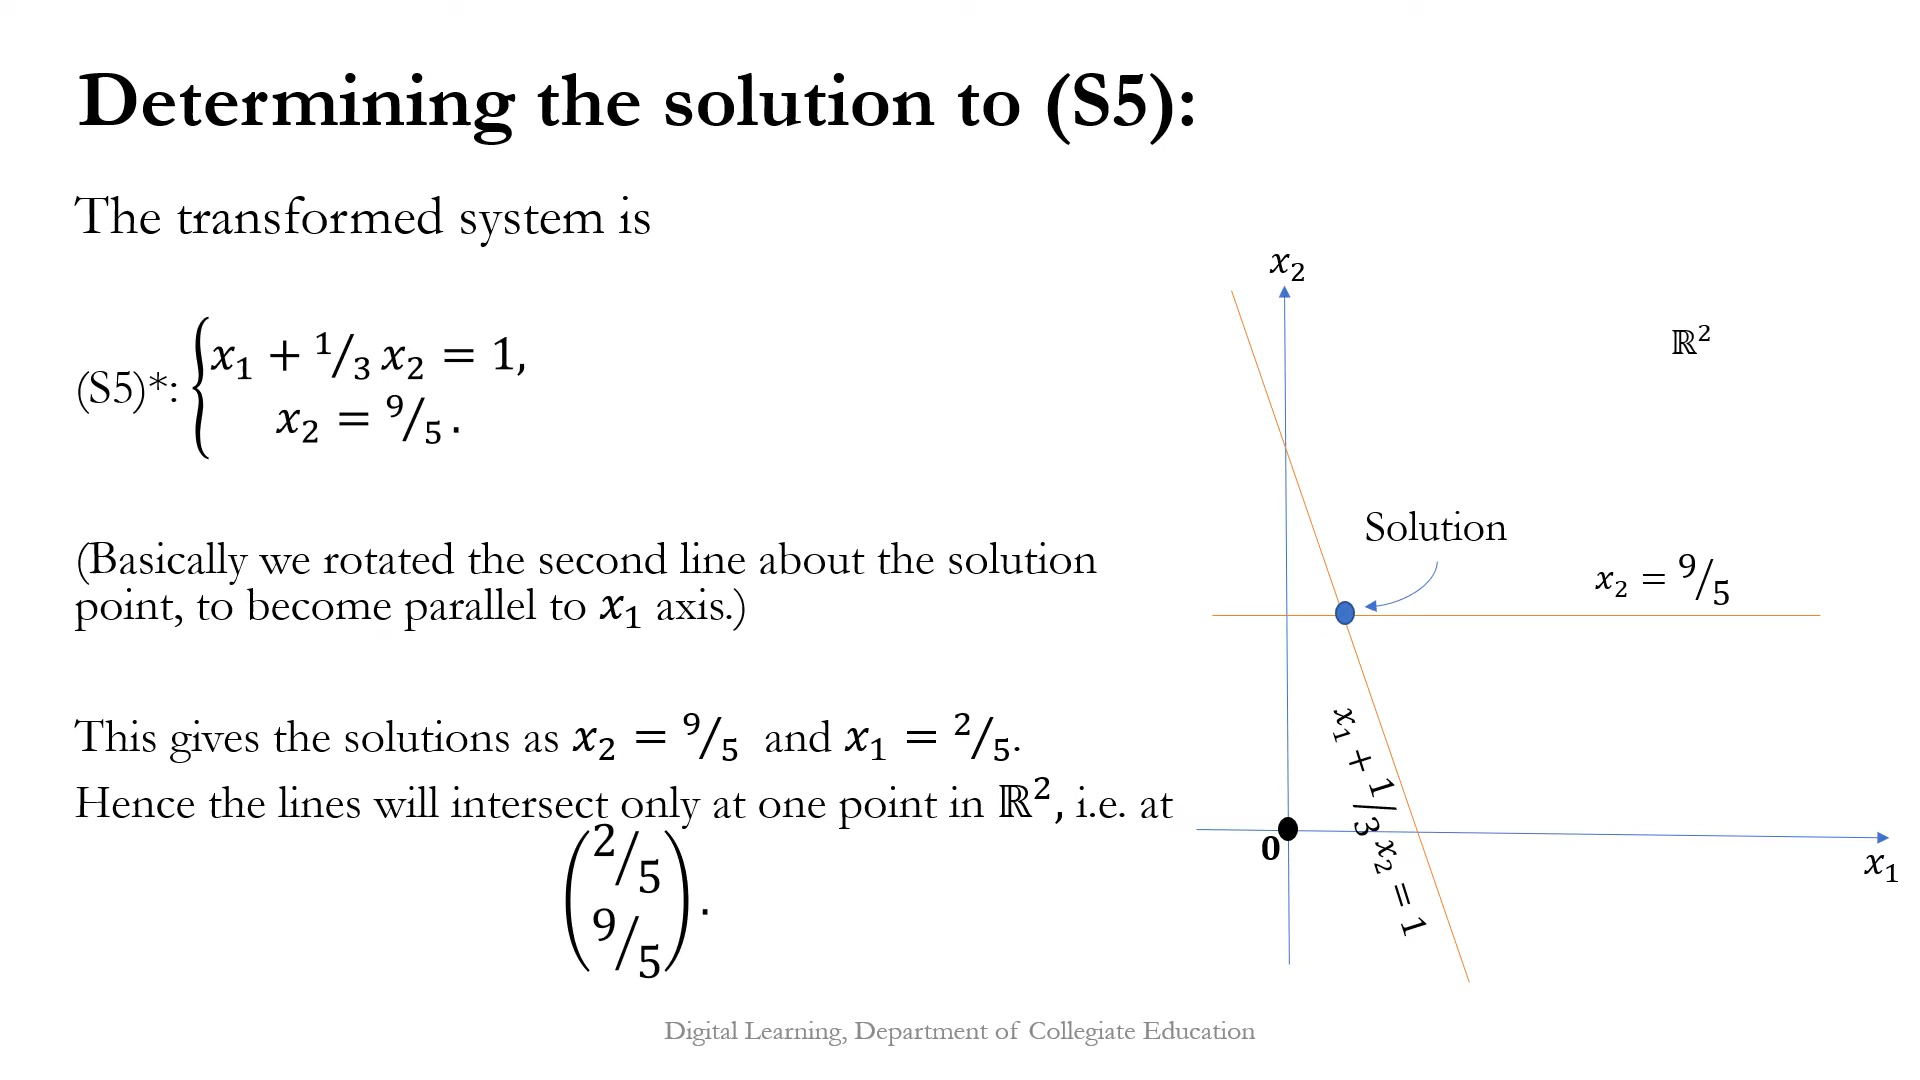 Determining the solution to (S5):
The transformed system is
(S5)*: { x₁ + 1/3 x₂ = 1,
x₂ = 9/5 .
(Basically we rotated the second line about the solution
point, to become parallel to x₁ axis.)
This gives the solutions as x₂ = 9/5 and x₁ = 2/5.
Hence the lines will intersect only at one point in ℝ², i.e. at
(2/5
9/5) .
x₂
ℝ²
Solution
x₂ = 9/5
x₁ + 1/3 x₂ = 1
0
x₁
Digital Learning, Department of Collegiate Education